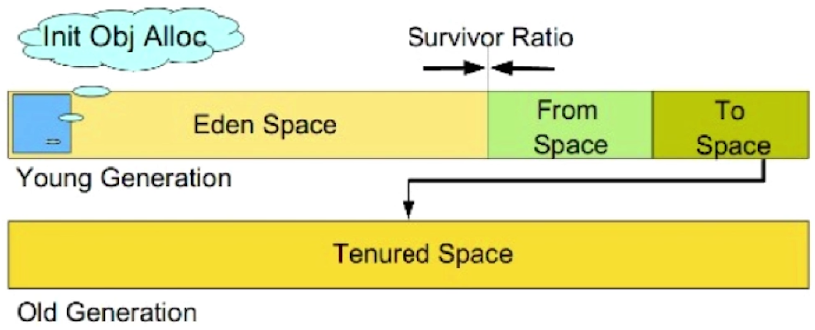 Init Obj Alloc
Survivor Ratio
Eden Space
From
Space
To
Space
Young Generation
Tenured Space
Old Generation